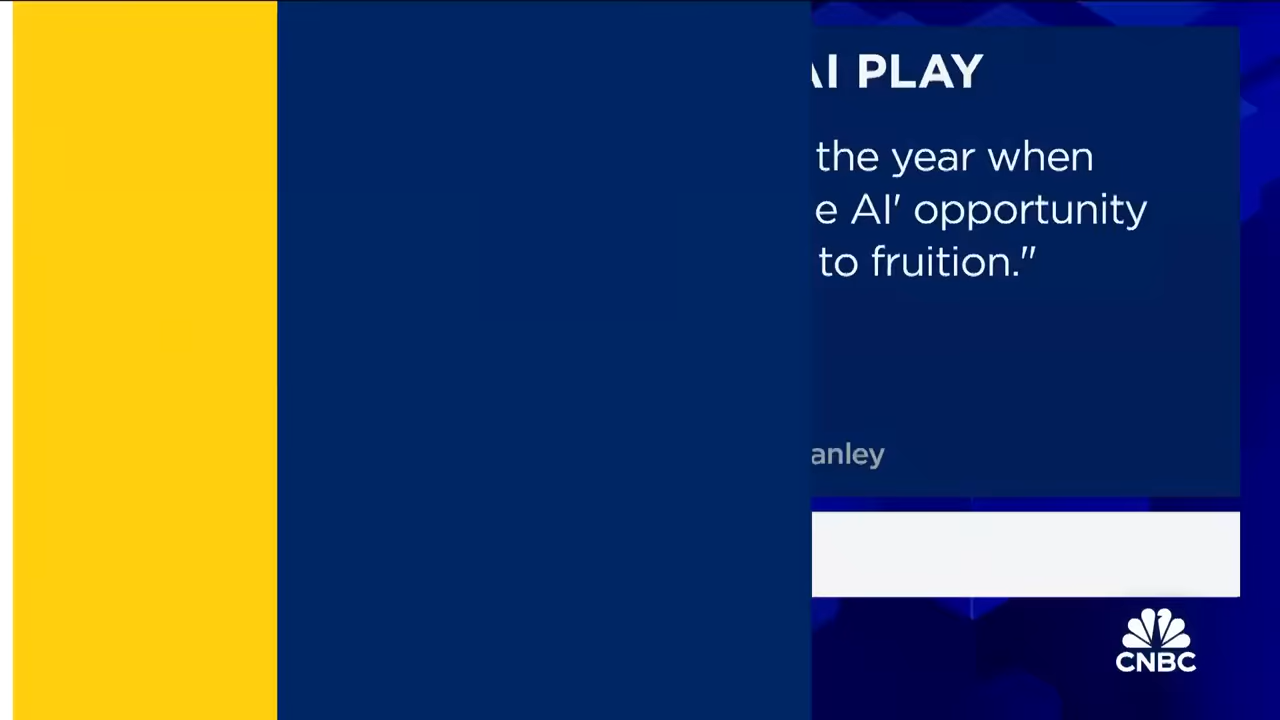 AI PLAY
the year when
e AI' opportunity
to fruition."
anley
CNBC